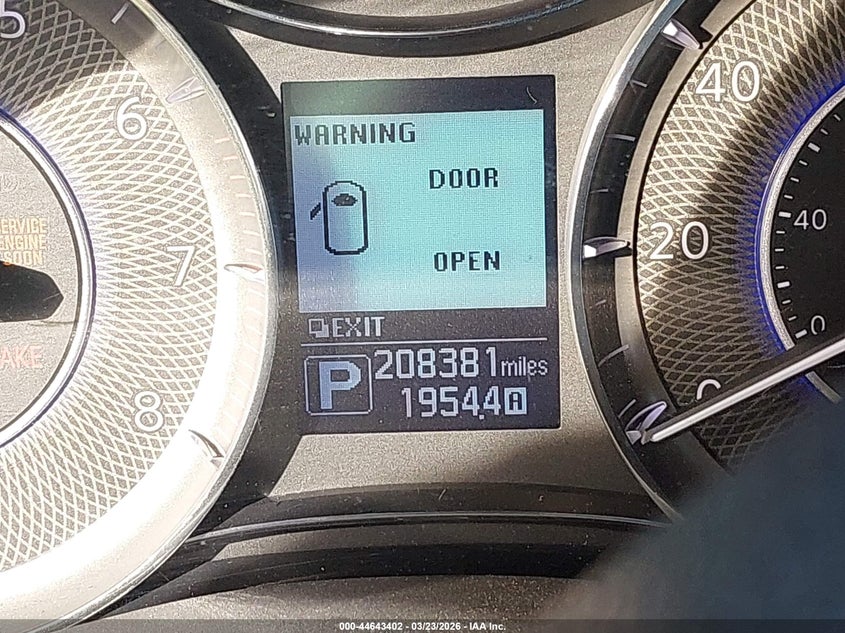 5
6
7
8
SERVICE
ENGINE
SOON
AKE
WARNING
DOOR
OPEN
EXIT
P
208381 miles
1954.4 A
40
20
0
40
0
000-44643402 - 03/23/2026 - IAA Inc.